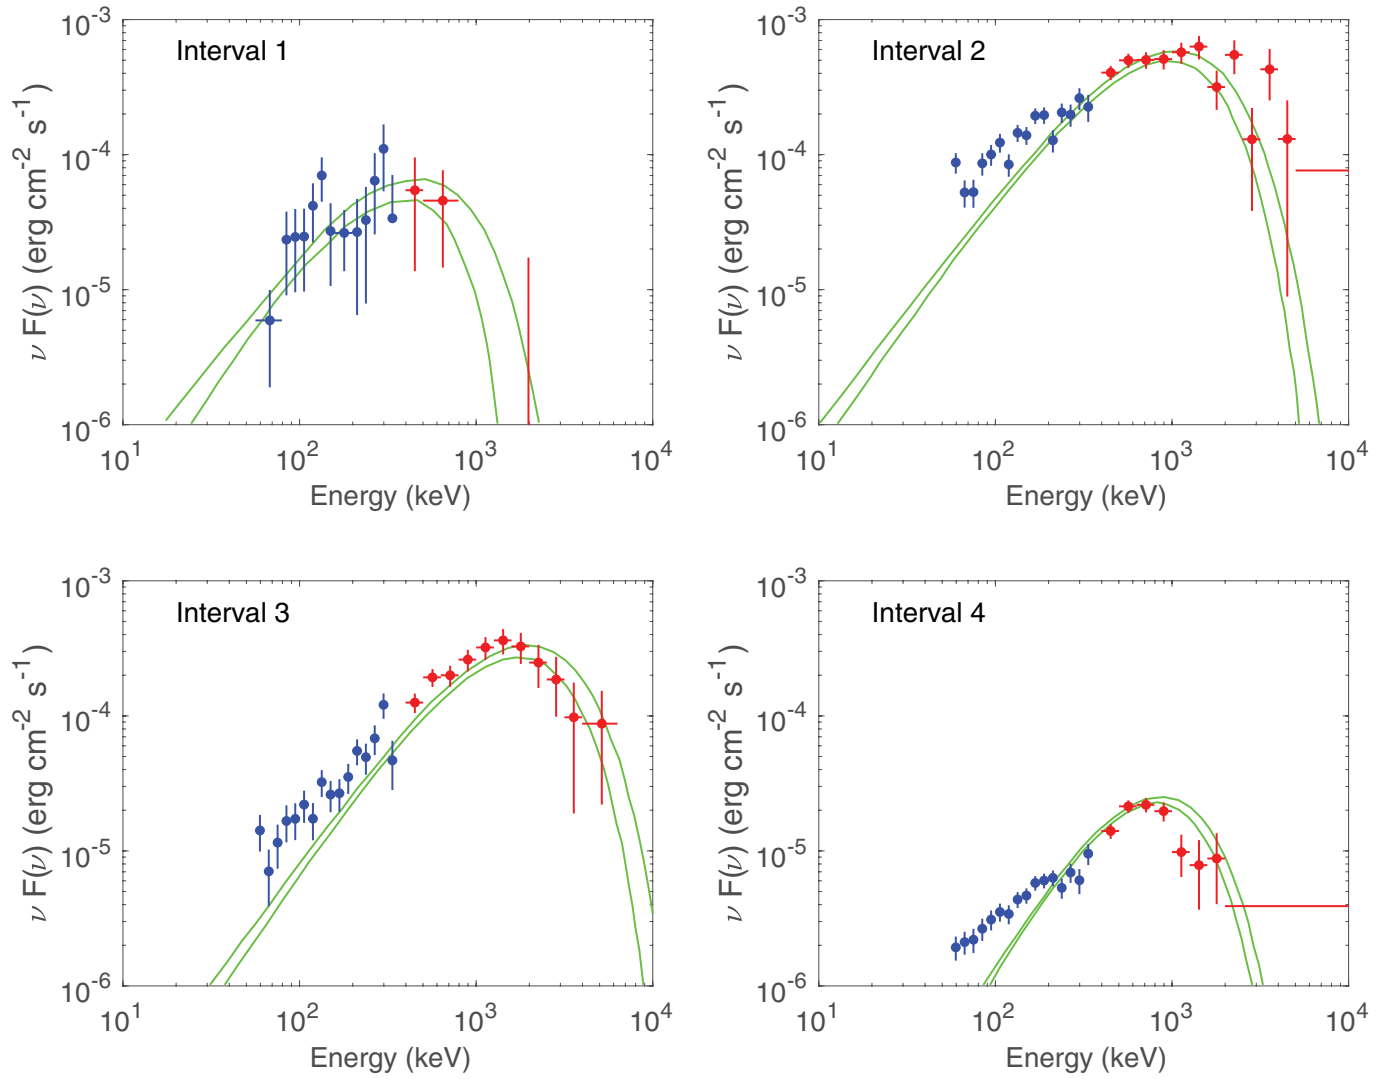 Interval 1
10^-3
10^-4
10^-5
10^-6
ν F(ν) (erg cm^-2 s^-1)
10^1 10^2 10^3 10^4
Energy (keV)
Interval 2
10^-3
10^-4
10^-5
10^-6
ν F(ν) (erg cm^-2 s^-1)
10^1 10^2 10^3 10^4
Energy (keV)
Interval 3
10^-3
10^-4
10^-5
10^-6
ν F(ν) (erg cm^-2 s^-1)
10^1 10^2 10^3 10^4
Energy (keV)
Interval 4
10^-3
10^-4
10^-5
10^-6
ν F(ν) (erg cm^-2 s^-1)
10^1 10^2 10^3 10^4
Energy (keV)